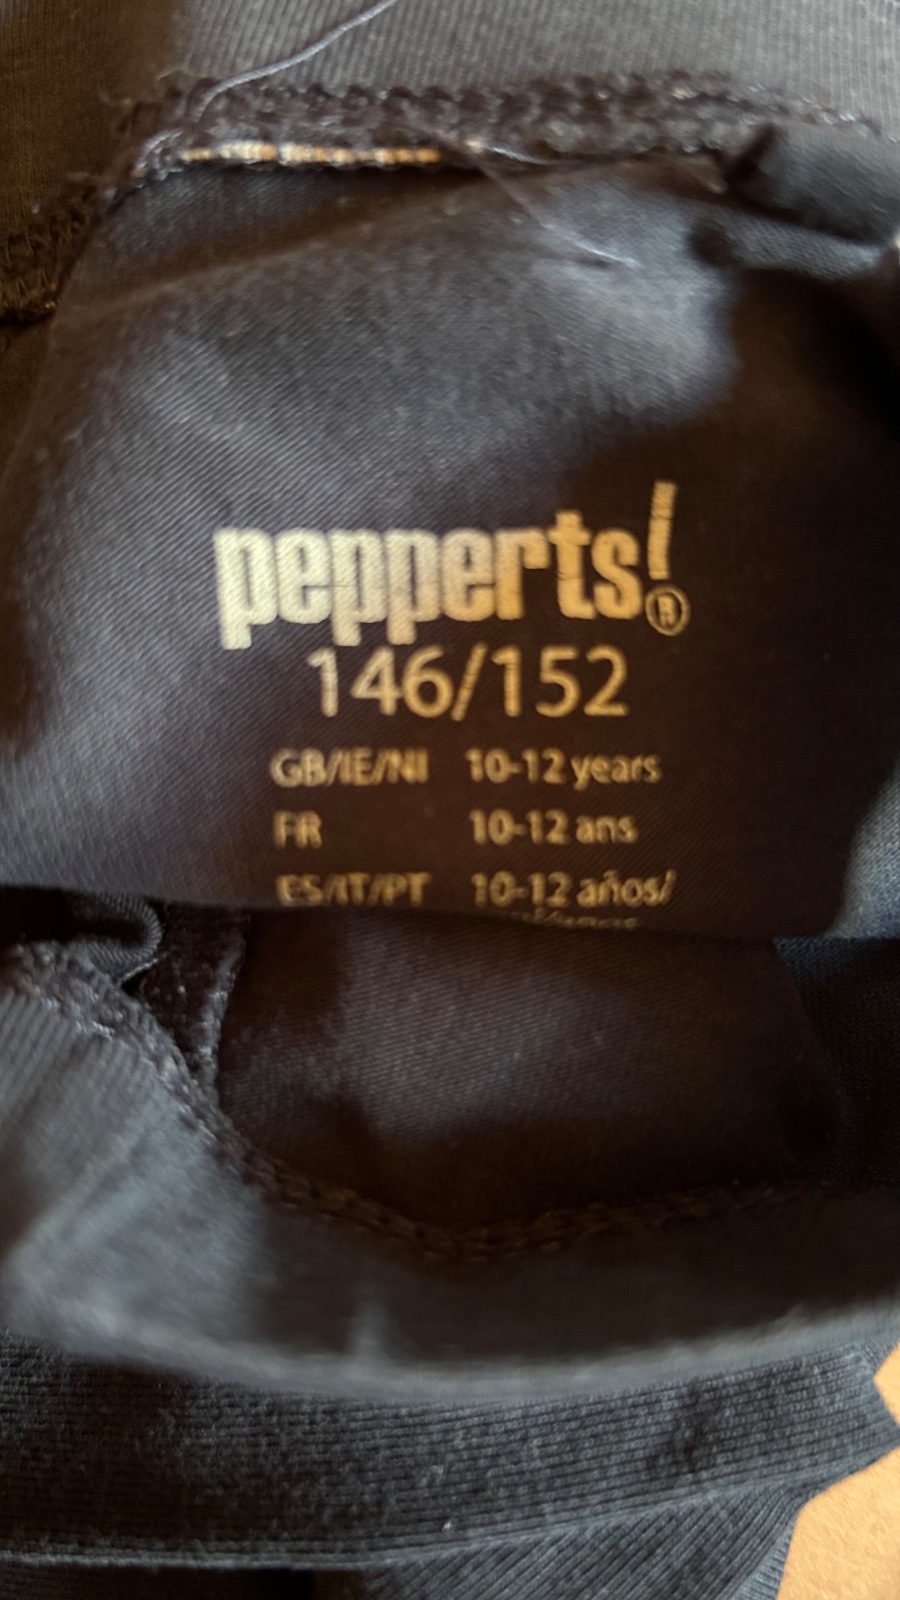 pepperts!®
146/152
GB/IE/NI 10-12 years
FR 10-12 ans
ES/IT/PT 10-12 años/